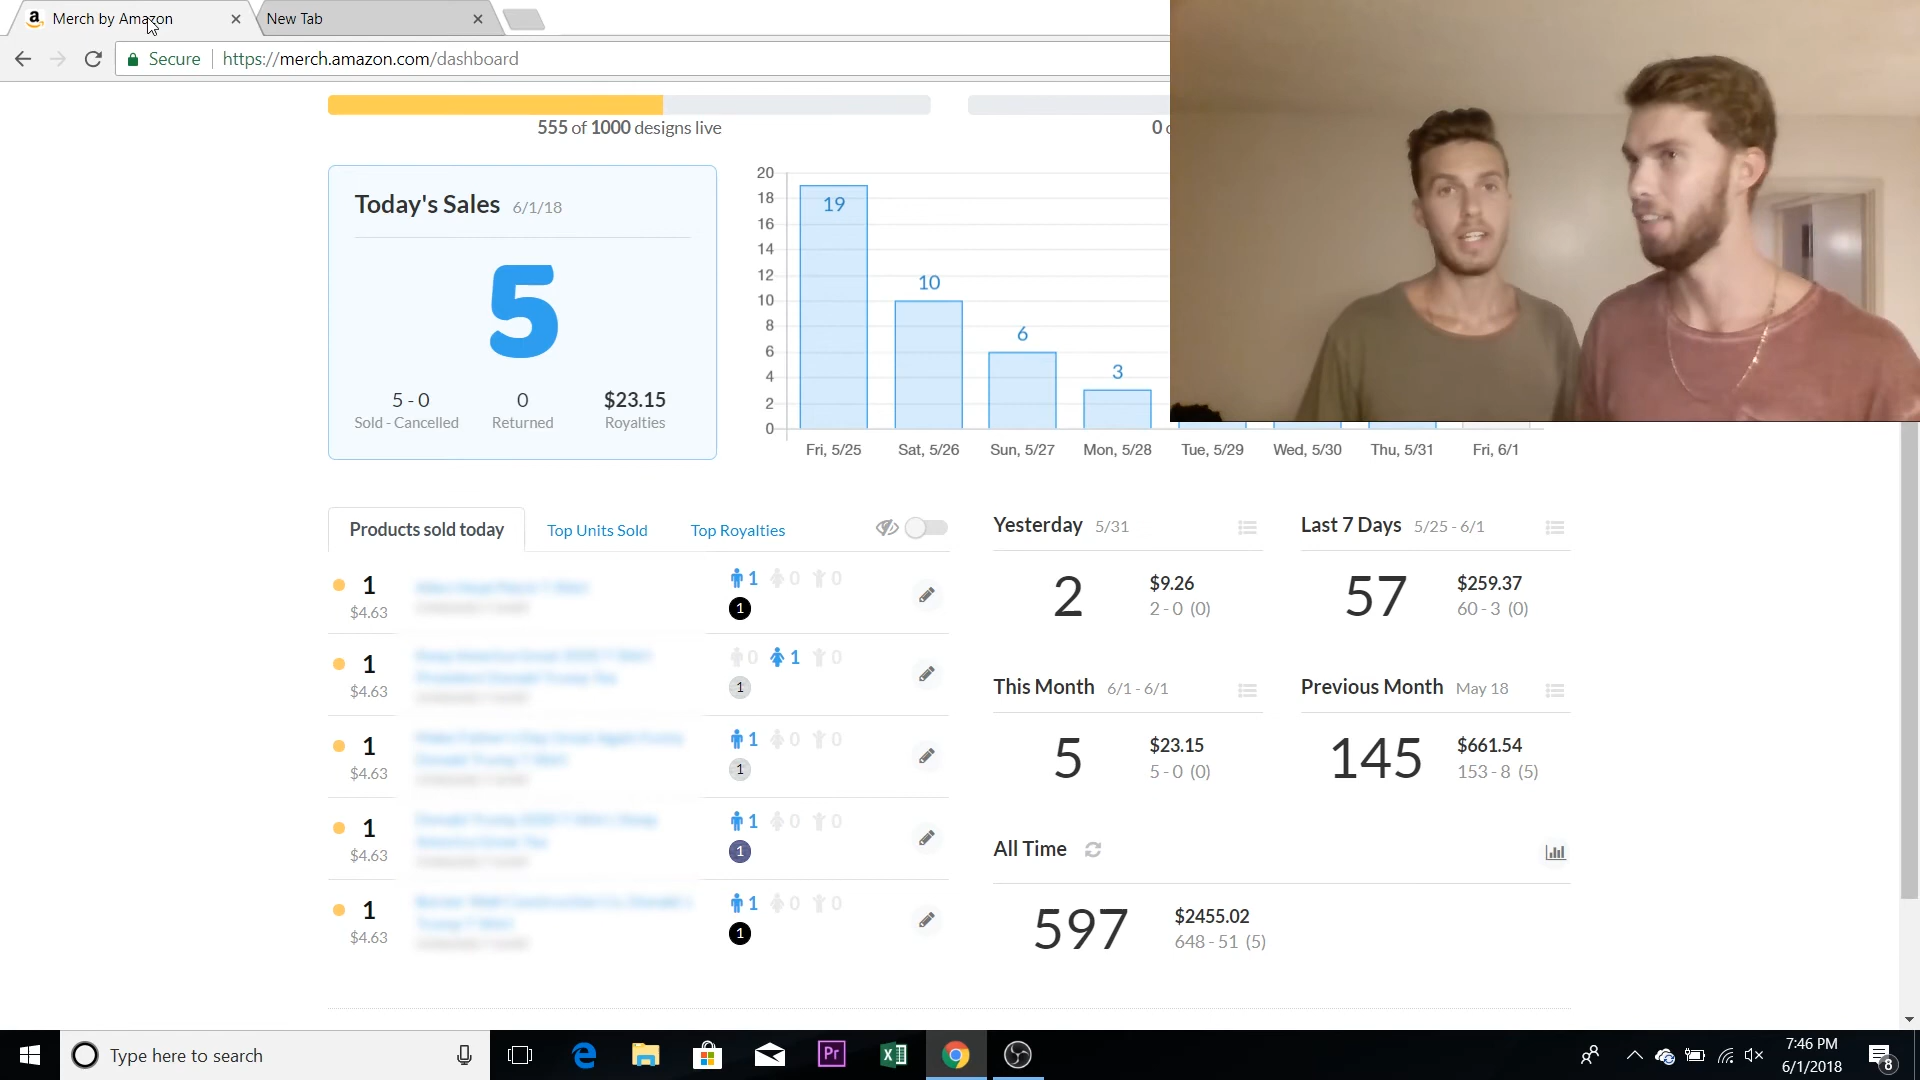 Merch by Amazon
New Tab
Secure
https://merch.amazon.com/dashboard
555 of 1000 designs live
0
Today's Sales 6/1/18
5
5 - 0
Sold - Cancelled
0
Returned
$23.15
Royalties
20
18
16
14
12
10
8
6
4
2
0
19
10
6
3
Fri, 5/25
Sat, 5/26
Sun, 5/27
Mon, 5/28
Tue, 5/29
Wed, 5/30
Thu, 5/31
Fri, 6/1
Products sold today
Top Units Sold
Top Royalties
1
$4.63
1 0 0
1
1
$4.63
0 1 0
1
1
$4.63
1 0 0
1
1
$4.63
1 0 0
1
1
$4.63
1 0 0
1
Yesterday 5/31
2
$9.26
2 - 0 (0)
Last 7 Days 5/25 - 6/1
57
$259.37
60 - 3 (0)
This Month 6/1 - 6/1
5
$23.15
5 - 0 (0)
Previous Month May 18
145
$661.54
153 - 8 (5)
All Time
597
$2455.02
648 - 51 (5)
Type here to search
7:46 PM
6/1/2018
8